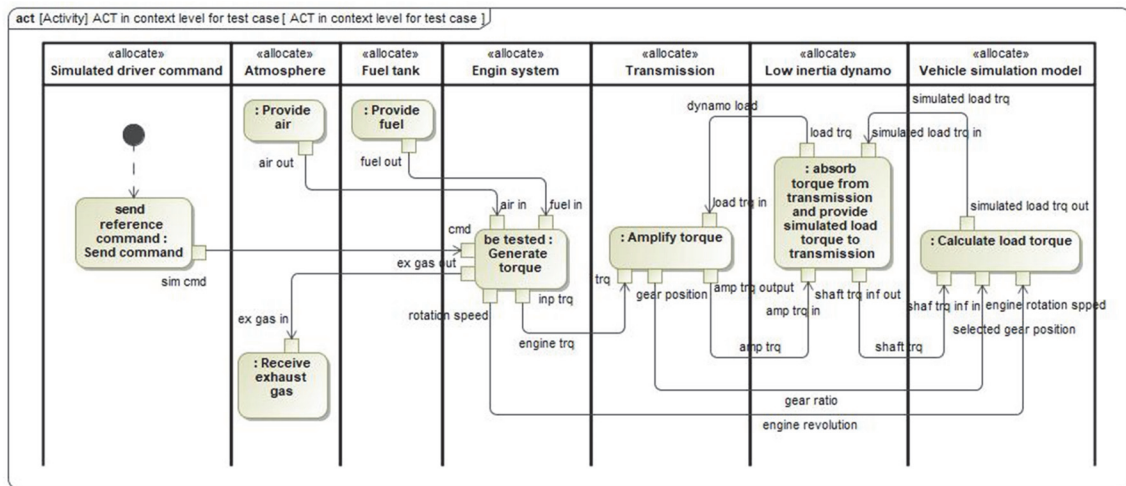 act [Activity] ACT in context level for test case [ ACT in context level for test case ]
«allocate»
Simulated driver command
«allocate»
Atmosphere
«allocate»
Fuel tank
«allocate»
Engin system
«allocate»
Transmission
«allocate»
Low inertia dynamo
«allocate»
Vehicle simulation model
: Provide
air
: Provide
fuel
dynamo load
simulated load trq
load trq
simulated load trq in
air out
fuel out
: absorb
torque from
transmission
and provide
simulated load
torque to
transmission
send
reference
command :
Send command
air in
fuel in
load trq in
simulated load trq out
cmd
be tested :
Generate
torque
: Amplify torque
: Calculate load torque
sim cmd
ex gas out
inp trq
rotation speed
trq
gear position
amp trq output
amp trq in
shaft trq inf out
shaf trq inf in
engine rotation spped
selected gear position
ex gas in
engine trq
amp trq
shaft trq
: Receive
exhaust
gas
gear ratio
engine revolution